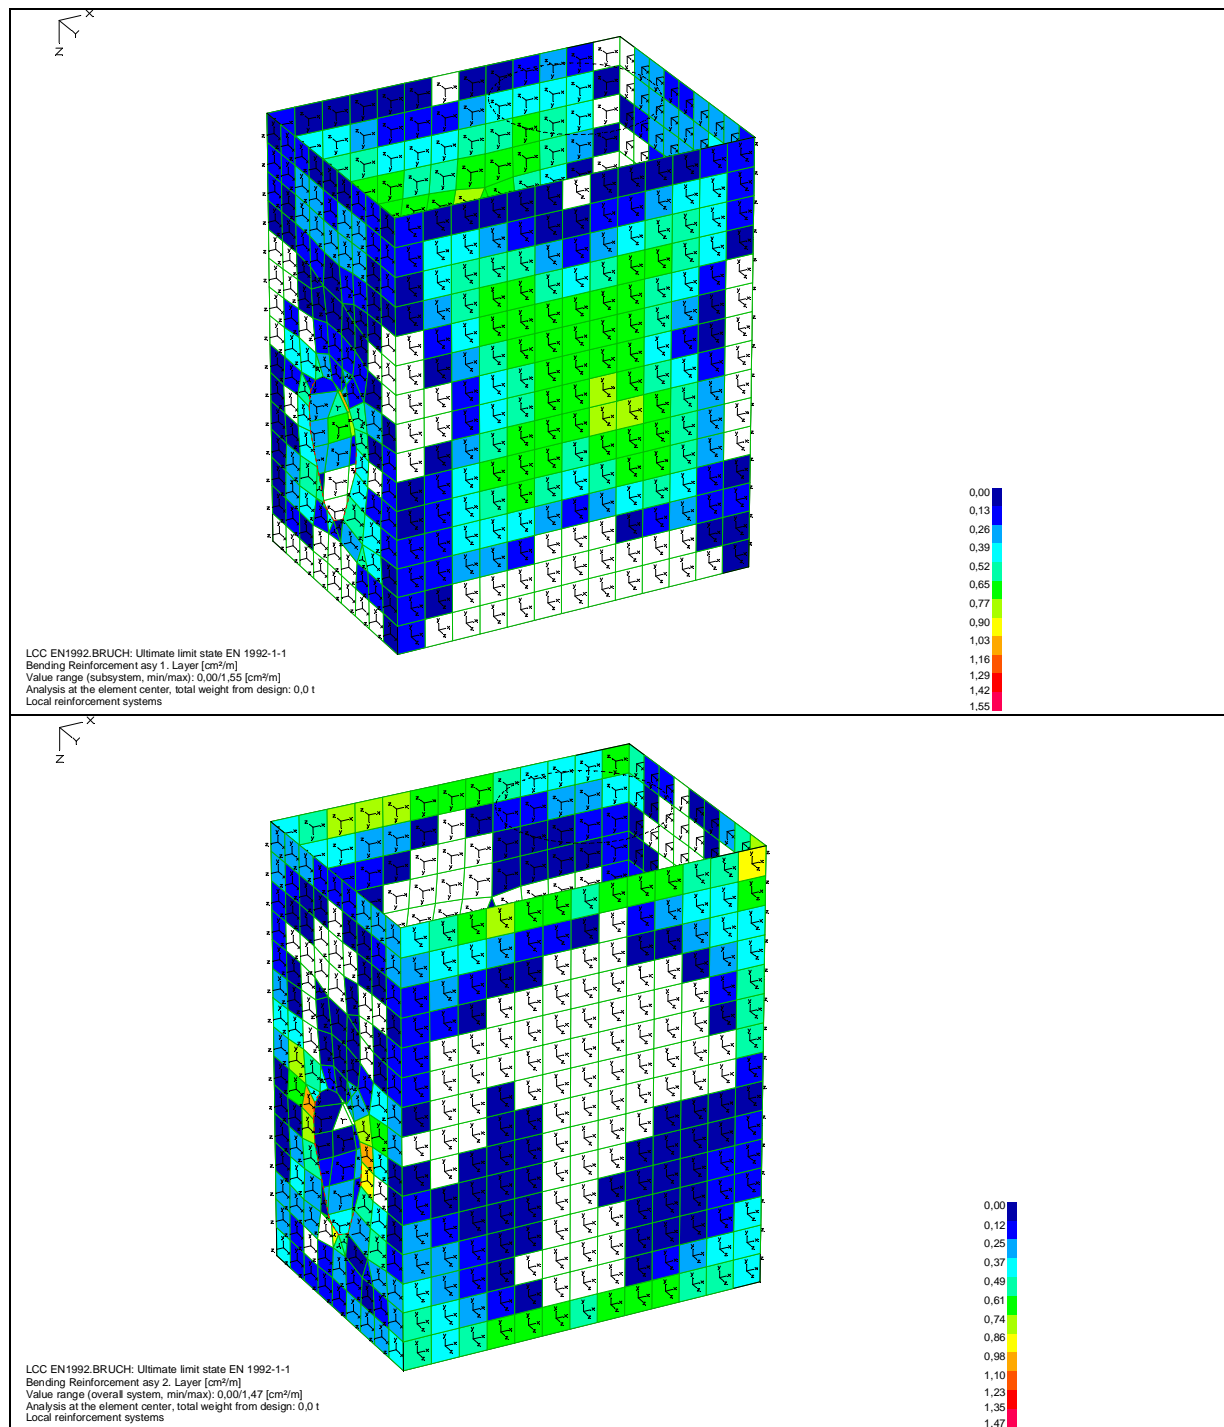 X
Y
Z
0,00
0,13
0,26
0,39
0,52
0,65
0,77
0,90
1,03
1,16
1,29
1,42
1,55
LCC EN1992.BRUCH: Ultimate limit state EN 1992-1-1
Bending Reinforcement asy 1. Layer [cm²/m]
Value range (subsystem, min/max): 0,00/1,55 [cm²/m]
Analysis at the element center, total weight from design: 0,0 t
Local reinforcement systems
X
Y
Z
0,00
0,12
0,25
0,37
0,49
0,61
0,74
0,86
0,98
1,10
1,23
1,35
1,47
LCC EN1992.BRUCH: Ultimate limit state EN 1992-1-1
Bending Reinforcement asy 2. Layer [cm²/m]
Value range (overall system, min/max): 0,00/1,47 [cm²/m]
Analysis at the element center, total weight from design: 0,0 t
Local reinforcement systems